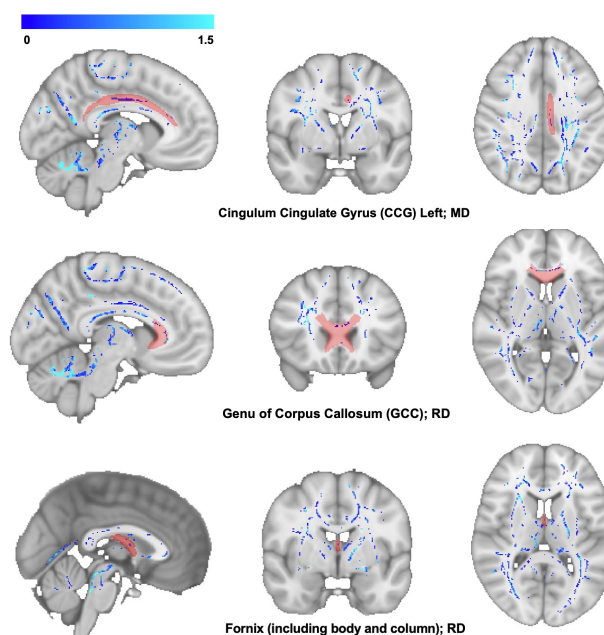 0 1.5
Cingulum Cingulate Gyrus (CCG) Left; MD
Genu of Corpus Callosum (GCC); RD
Fornix (including body and column); RD